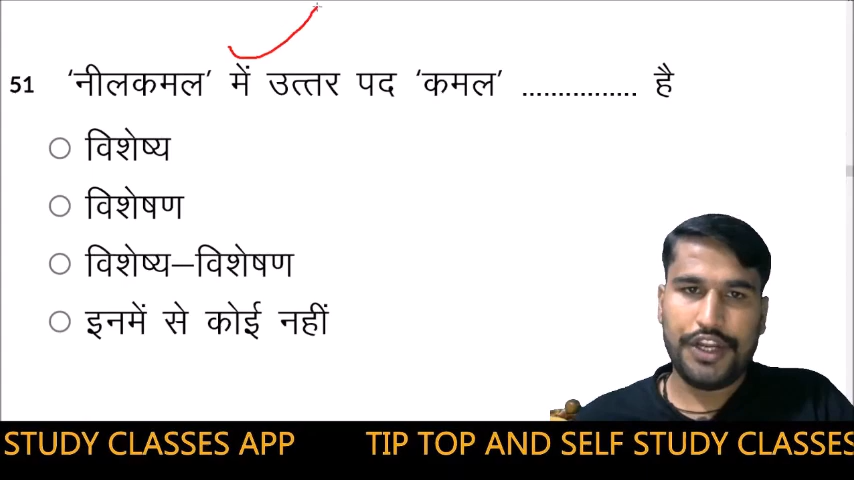 51 'नीलकमल' में उत्तर पद 'कमल' ................ है
विशेष्य
विशेषण
विशेष्य–विशेषण
इनमें से कोई नहीं
STUDY CLASSES APP TIP TOP AND SELF STUDY CLASSES